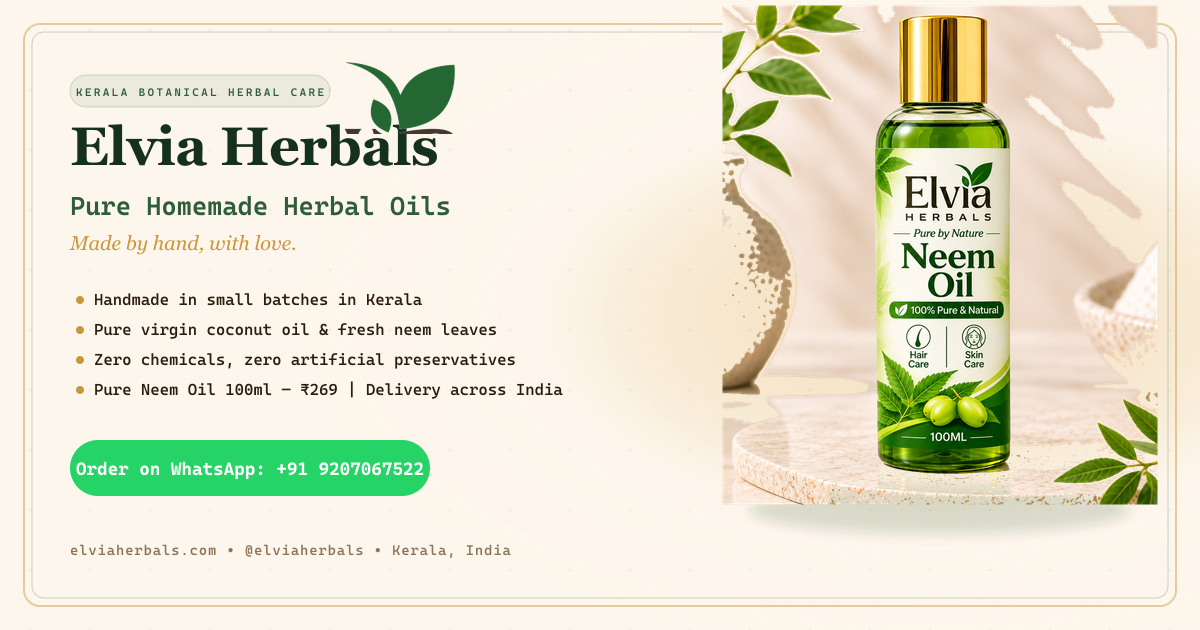 KERALA BOTANICAL HERBAL CARE
Elvia Herbals
Pure Homemade Herbal Oils
Made by hand, with love.
Handmade in small batches in Kerala
Pure virgin coconut oil & fresh neem leaves
Zero chemicals, zero artificial preservatives
Pure Neem Oil 100ml — ₹269 | Delivery across India
Order on WhatsApp: +91 9207067522
elviaherbals.com • @elviaherbals • Kerala, India
Elvia
HERBALS
Pure by Nature
Neem
Oil
100% Pure & Natural
Hair Care
Skin Care
100ML